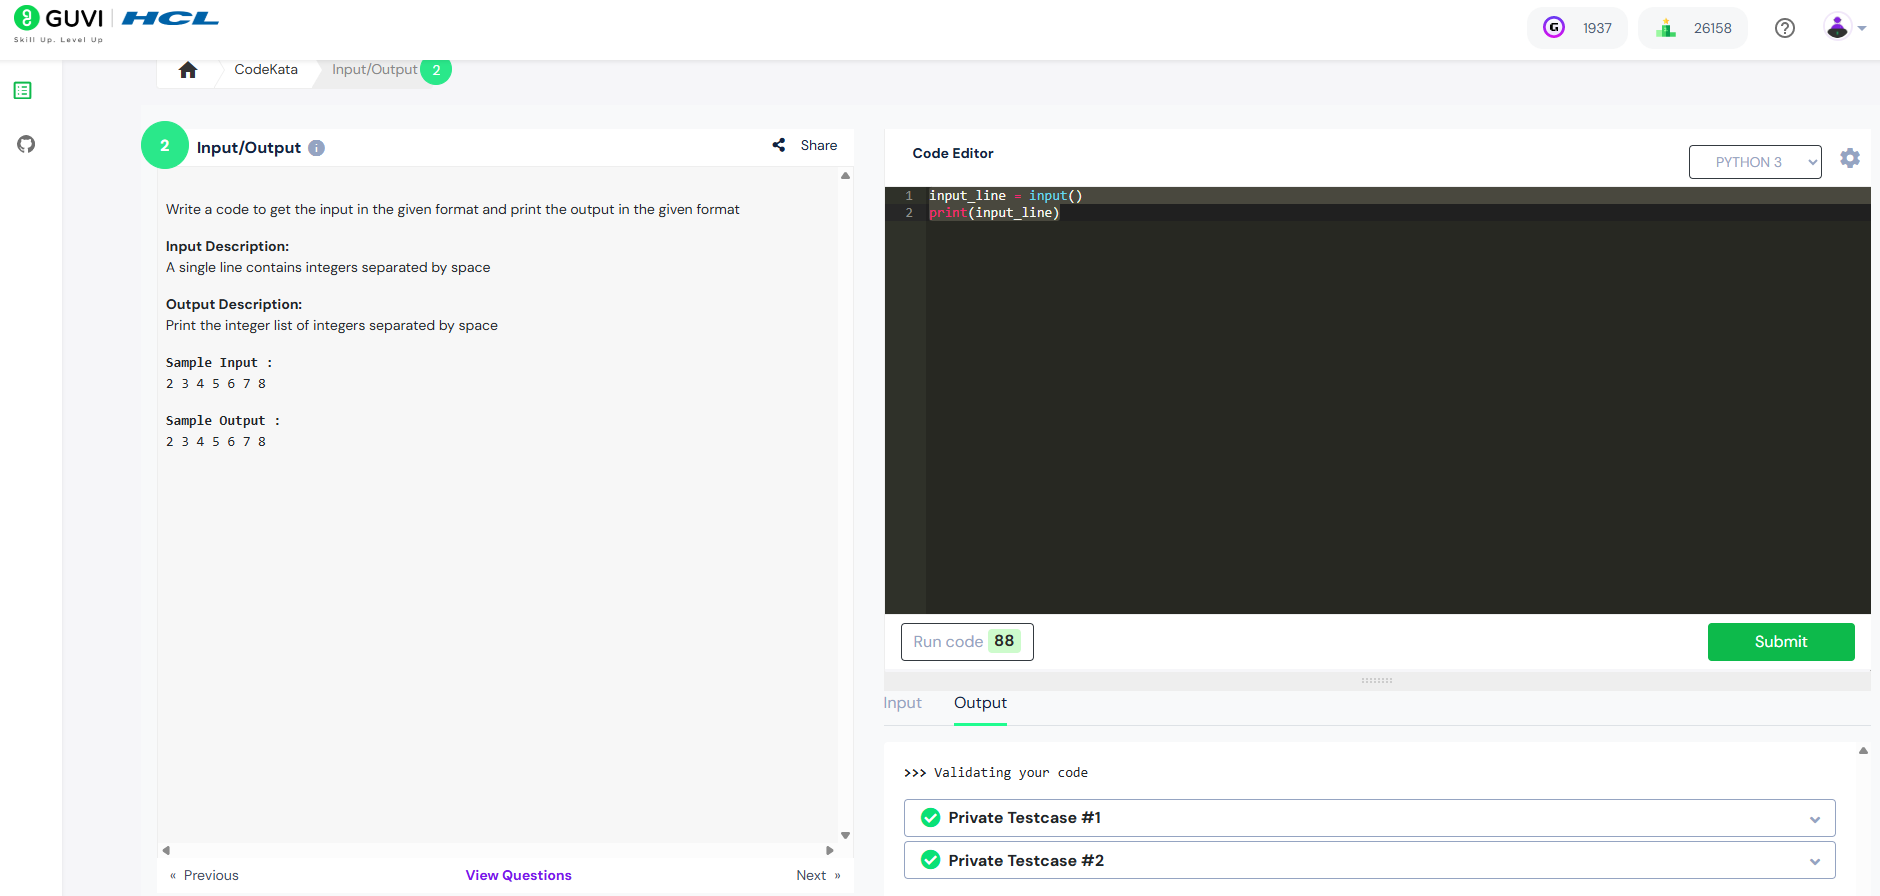 GUVI HCL
Skill Up. Level Up
G 1937
26158
CodeKata
Input/Output 2
2 Input/Output
Share
Write a code to get the input in the given format and print the output in the given format
Input Description:
A single line contains integers separated by space
Output Description:
Print the integer list of integers separated by space
Sample Input :
2 3 4 5 6 7 8
Sample Output :
2 3 4 5 6 7 8
« Previous
View Questions
Next »
Code Editor
PYTHON 3
1 input_line = input()
2 print(input_line)
Run code 88
Submit
Input
Output
>>> Validating your code
Private Testcase #1
Private Testcase #2